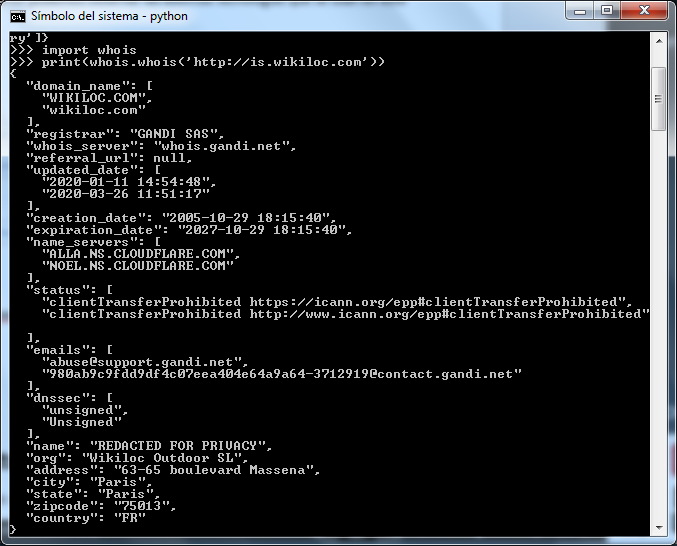 Símbolo del sistema - python
ry']}
>>> import whois
>>> print(whois.whois('http://is.wikiloc.com'))
{
  "domain_name": [
    "WIKILOC.COM",
    "wikiloc.com"
  ],
  "registrar": "GANDI SAS",
  "whois_server": "whois.gandi.net",
  "referral_url": null,
  "updated_date": [
    "2020-01-11 14:54:48",
    "2020-03-26 11:51:17"
  ],
  "creation_date": "2005-10-29 18:15:40",
  "expiration_date": "2027-10-29 18:15:40",
  "name_servers": [
    "ALLA.NS.CLOUDFLARE.COM",
    "NOEL.NS.CLOUDFLARE.COM"
  ],
  "status": [
    "clientTransferProhibited https://icann.org/epp#clientTransferProhibited",
    "clientTransferProhibited http://www.icann.org/epp#clientTransferProhibited"
  ],
  "emails": [
    "abuse@support.gandi.net",
    "980ab9c9fdd9df4c07eea404e64a9a64-3712919@contact.gandi.net"
  ],
  "dnssec": [
    "unsigned",
    "Unsigned"
  ],
  "name": "REDACTED FOR PRIVACY",
  "org": "Wikiloc Outdoor SL",
  "address": "63-65 boulevard Massena",
  "city": "Paris",
  "state": "Paris",
  "zipcode": "75013",
  "country": "FR"
}